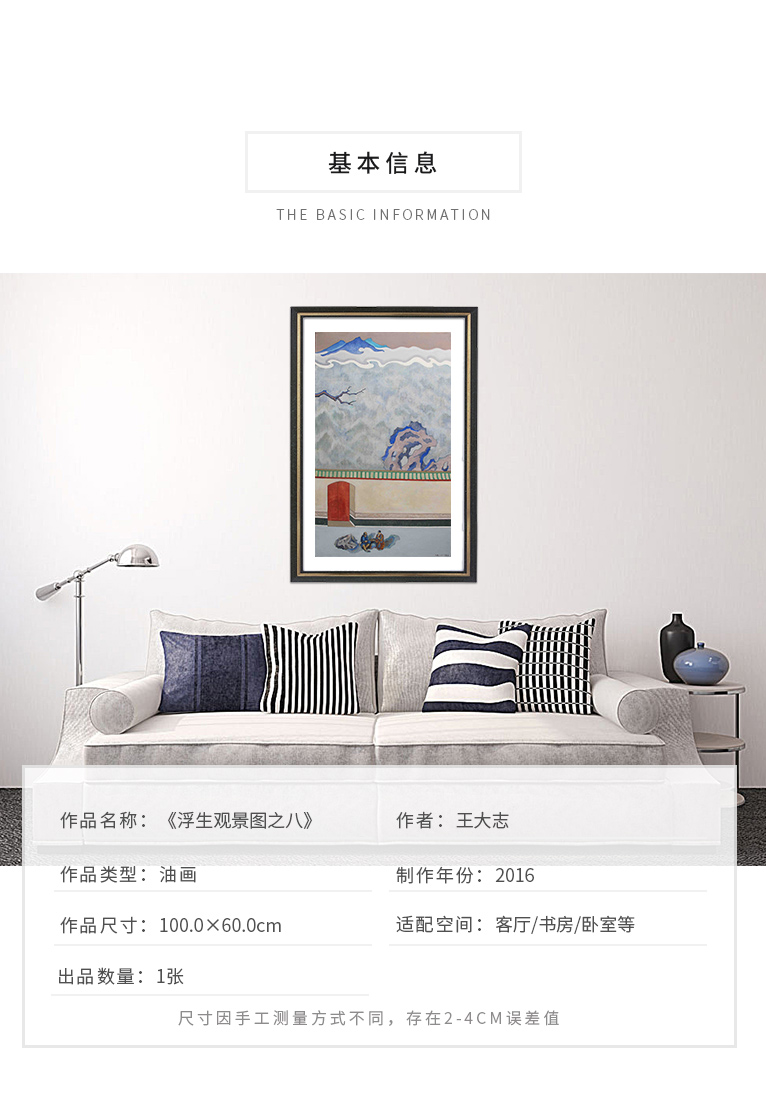 基本信息
THE BASIC INFORMATION
作品名称：《浮生观景图之八》
作者：王大志
作品类型：油画
制作年份：2016
作品尺寸：100.0×60.0cm
适配空间：客厅/书房/卧室等
出品数量：1张
尺寸因手工测量方式不同，存在2-4CM误差值